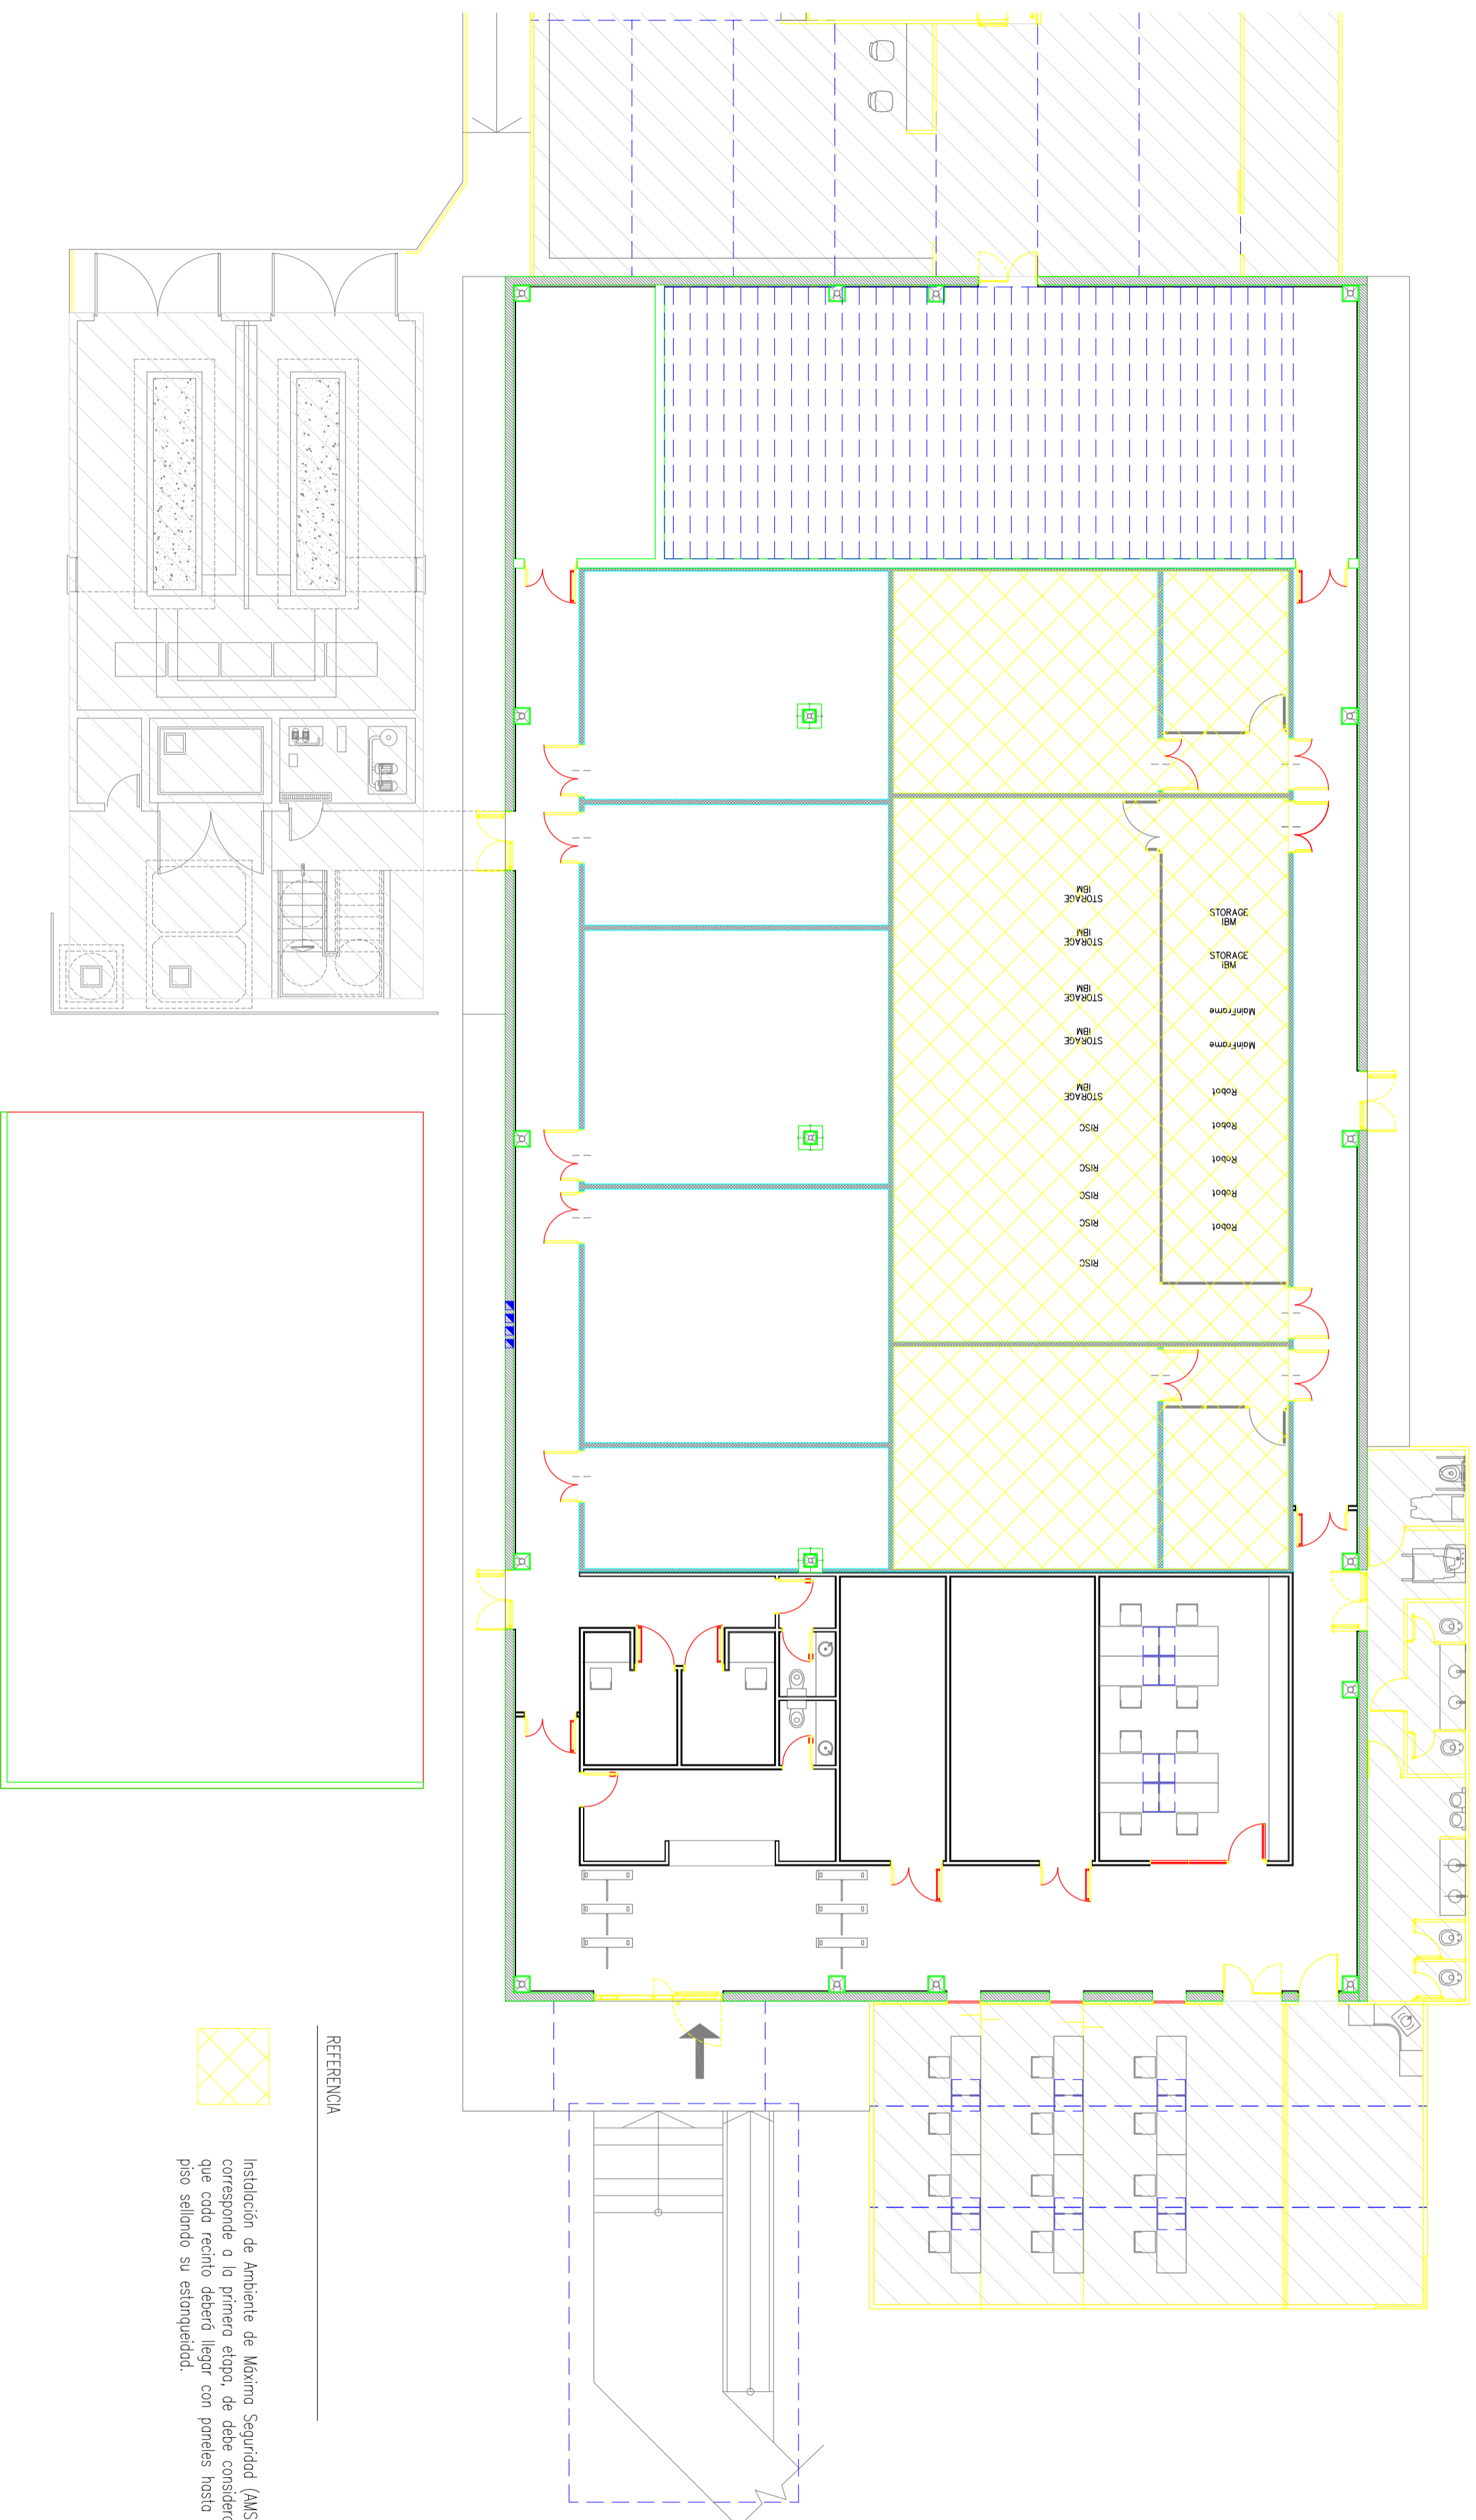 STORAGE
IBM
STORAGE
IBM
STORAGE
IBM
STORAGE
IBM
STORAGE
IBM
RISC
RISC
RISC
RISC
RISC
STORAGE
IBM
STORAGE
IBM
MainFrame
MainFrame
Robot
Robot
Robot
Robot
Robot
REFERENCIA
Instalación de Ambiente de Máxima Seguridad (AMS
corresponde a la primera etapa, de debe considera
que cada recinto deberá llegar con paneles hasta
piso sellando su estanqueidad.